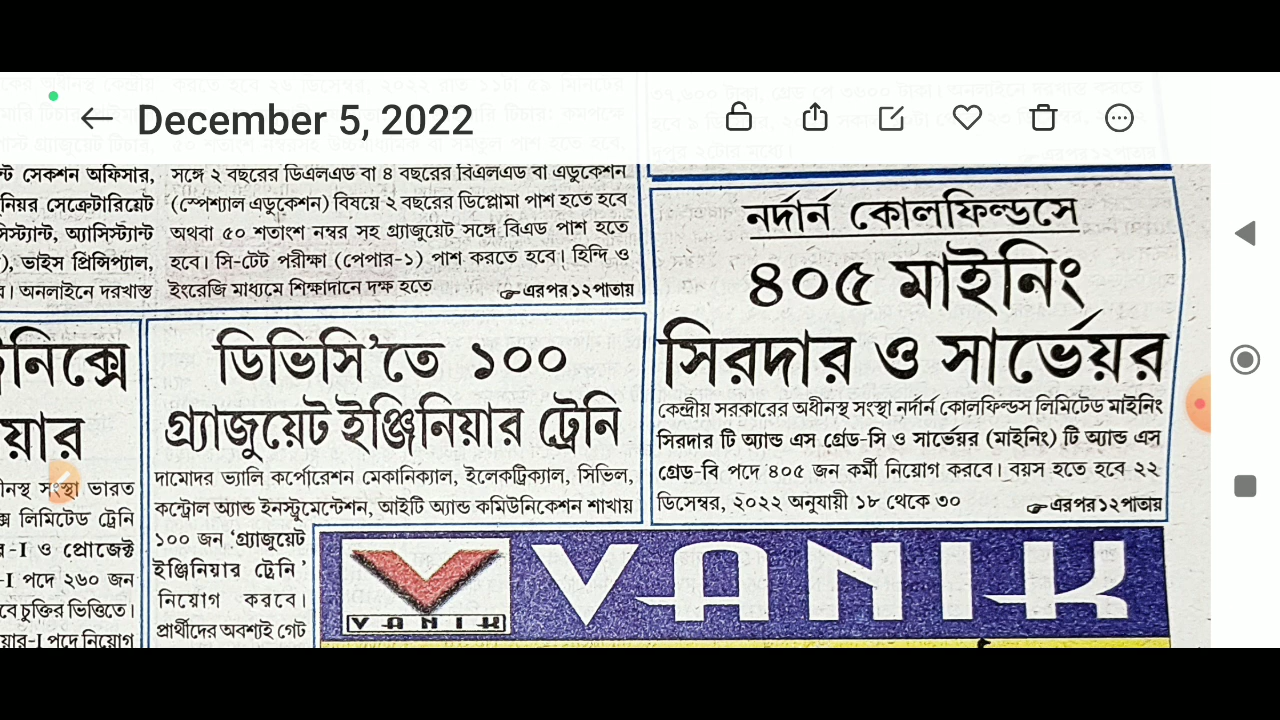 December 5, 2022
ন্ট সেকশন অফিসার,
নিয়র সেক্রেটারিয়েট
সিস্ট্যান্ট, অ্যাসিস্ট্যান্ট
), ভাইস প্রিন্সিপ্যাল,
ব। অনলাইনে দরখাস্ত
সঙ্গে ২ বছরের ডিএলএড বা ৪ বছরের বিএলএড বা এডুকেশন
(স্পেশ্যাল এডুকেশন) বিষয়ে ২ বছরের ডিপ্লোমা পাশ হতে হবে
অথবা ৫০ শতাংশ নম্বর সহ গ্র্যাজুয়েট সঙ্গে বিএড পাশ হতে
হবে। সি-টেট পরীক্ষা (পেপার-১) পাশ করতে হবে। হিন্দি ও
ইংরেজি মাধ্যমে শিক্ষাদানে দক্ষ হতে ☞ এরপর ১২ পাতায়
নর্দার্ন কোলফিল্ডসে
৪০৫ মাইনিং
সিরদার ও সার্ভেয়র
কেন্দ্রীয় সরকারের অধীনস্থ সংস্থা নর্দার্ন কোলফিল্ডস লিমিটেড মাইনিং
সিরদার টি অ্যান্ড এস গ্রেড-সি ও সার্ভেয়র (মাইনিং) টি অ্যান্ড এস
গ্রেড-বি পদে ৪০৫ জন কর্মী নিয়োগ করবে। বয়স হতে হবে ২২
ডিসেম্বর, ২০২২ অনুযায়ী ১৮ থেকে ৩০ ☞ এরপর ১২ পাতায়
নিক্সে
য়ার
নস্থ সংস্থা ভারত
লিমিটেড ট্রেনি
র-I ও প্রোজেক্ট
-I পদে ২৬০ জন
বে চুক্তির ভিত্তিতে।
য়ার-I পদে নিয়োগ
ডিভিসি'তে ১০০
গ্র্যাজুয়েট ইঞ্জিনিয়ার ট্রেনি
দামোদর ভ্যালি কর্পোরেশন মেকানিক্যাল, ইলেকট্রিক্যাল, সিভিল,
কন্ট্রোল অ্যান্ড ইনস্ট্রুমেন্টেশন, আইটি অ্যান্ড কমিউনিকেশন শাখায়
১০০ জন 'গ্র্যাজুয়েট
ইঞ্জিনিয়ার ট্রেনি'
নিয়োগ করবে।
প্রার্থীদের অবশ্যই গেট
VANIK
VANIK